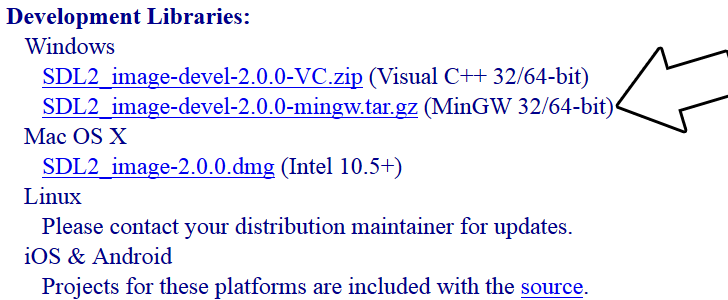 Development Libraries:
Windows
SDL2_image-devel-2.0.0-VC.zip (Visual C++ 32/64-bit)
SDL2_image-devel-2.0.0-mingw.tar.gz (MinGW 32/64-bit)
Mac OS X
SDL2_image-2.0.0.dmg (Intel 10.5+)
Linux
Please contact your distribution maintainer for updates.
iOS & Android
Projects for these platforms are included with the source.